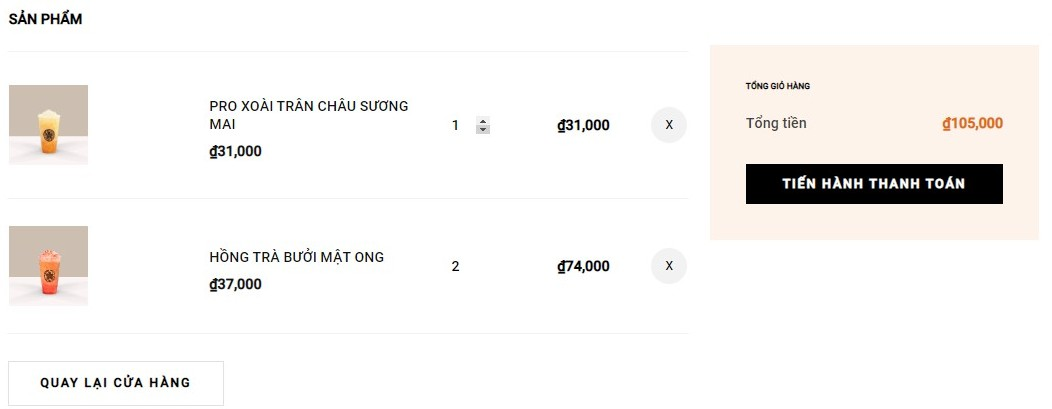 SẢN PHẨM
PRO XOÀI TRÂN CHÂU SƯƠNG
MAI
₫31,000
1
₫31,000
X
HỒNG TRÀ BƯỞI MẬT ONG
₫37,000
2
₫74,000
X
QUAY LẠI CỬA HÀNG
TỔNG GIỎ HÀNG
Tổng tiền
₫105,000
TIẾN HÀNH THANH TOÁN